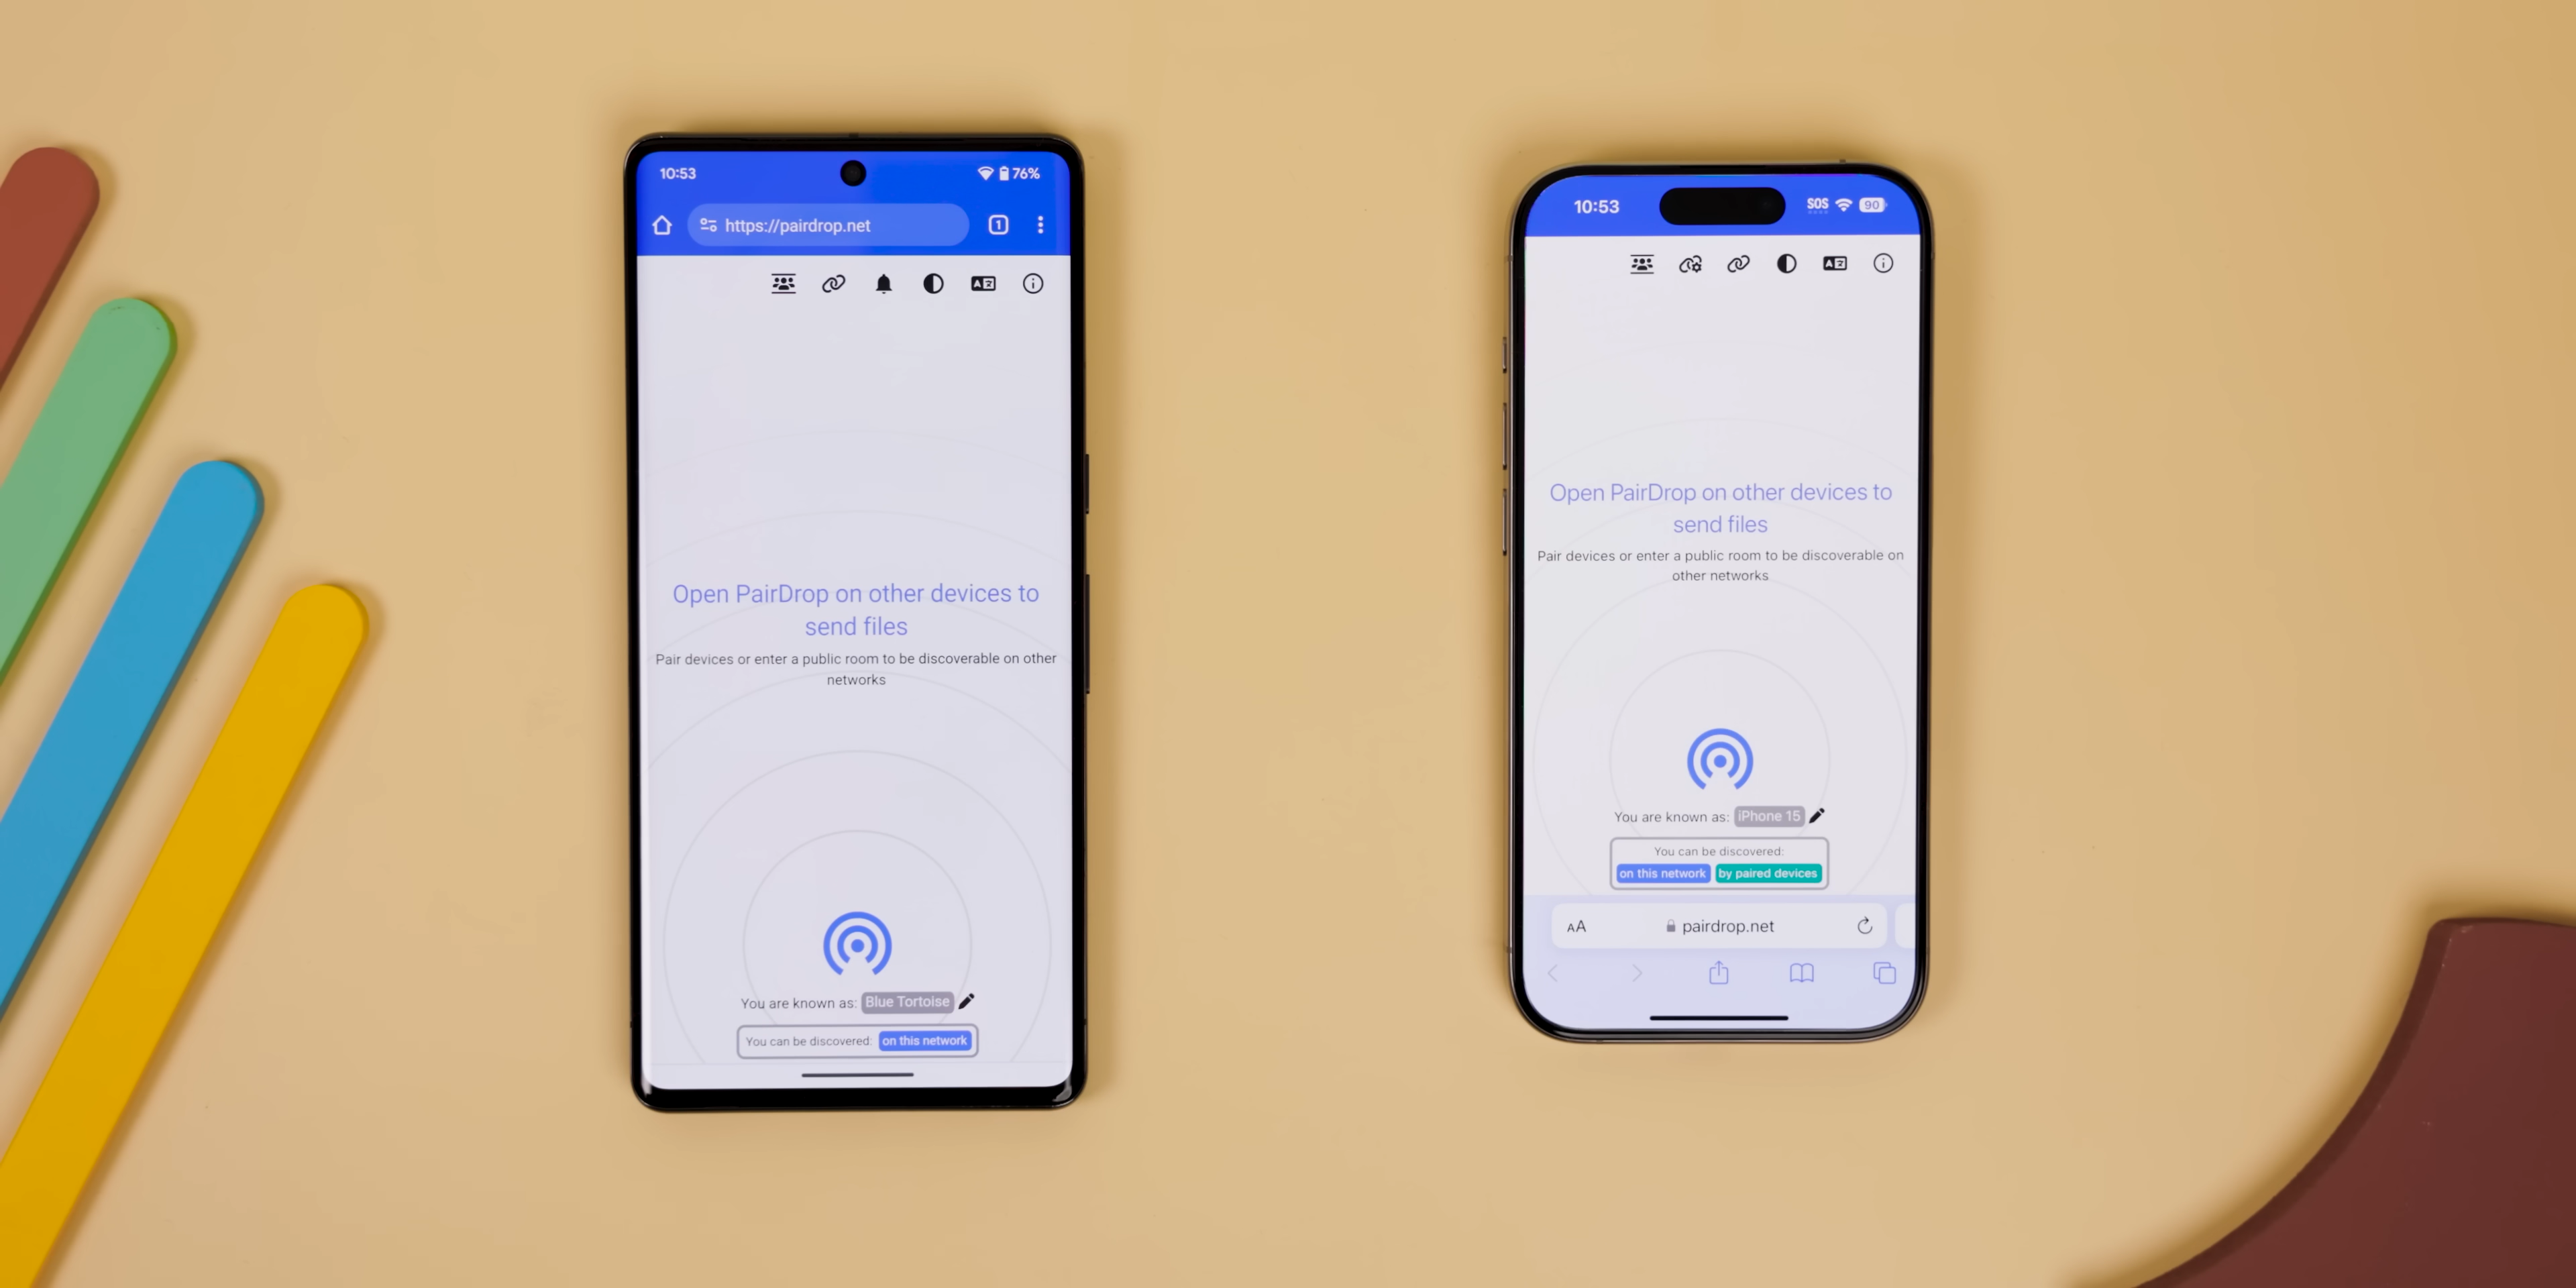 10:53
76%
https://pairdrop.net
1
Open PairDrop on other devices to
send files
Pair devices or enter a public room to be discoverable on other
networks
You are known as: Blue Tortoise
You can be discovered: on this network
10:53
SOS
90
Open PairDrop on other devices to
send files
Pair devices or enter a public room to be discoverable on
other networks
You are known as: iPhone 15
You can be discovered:
on this network by paired devices
AA
pairdrop.net